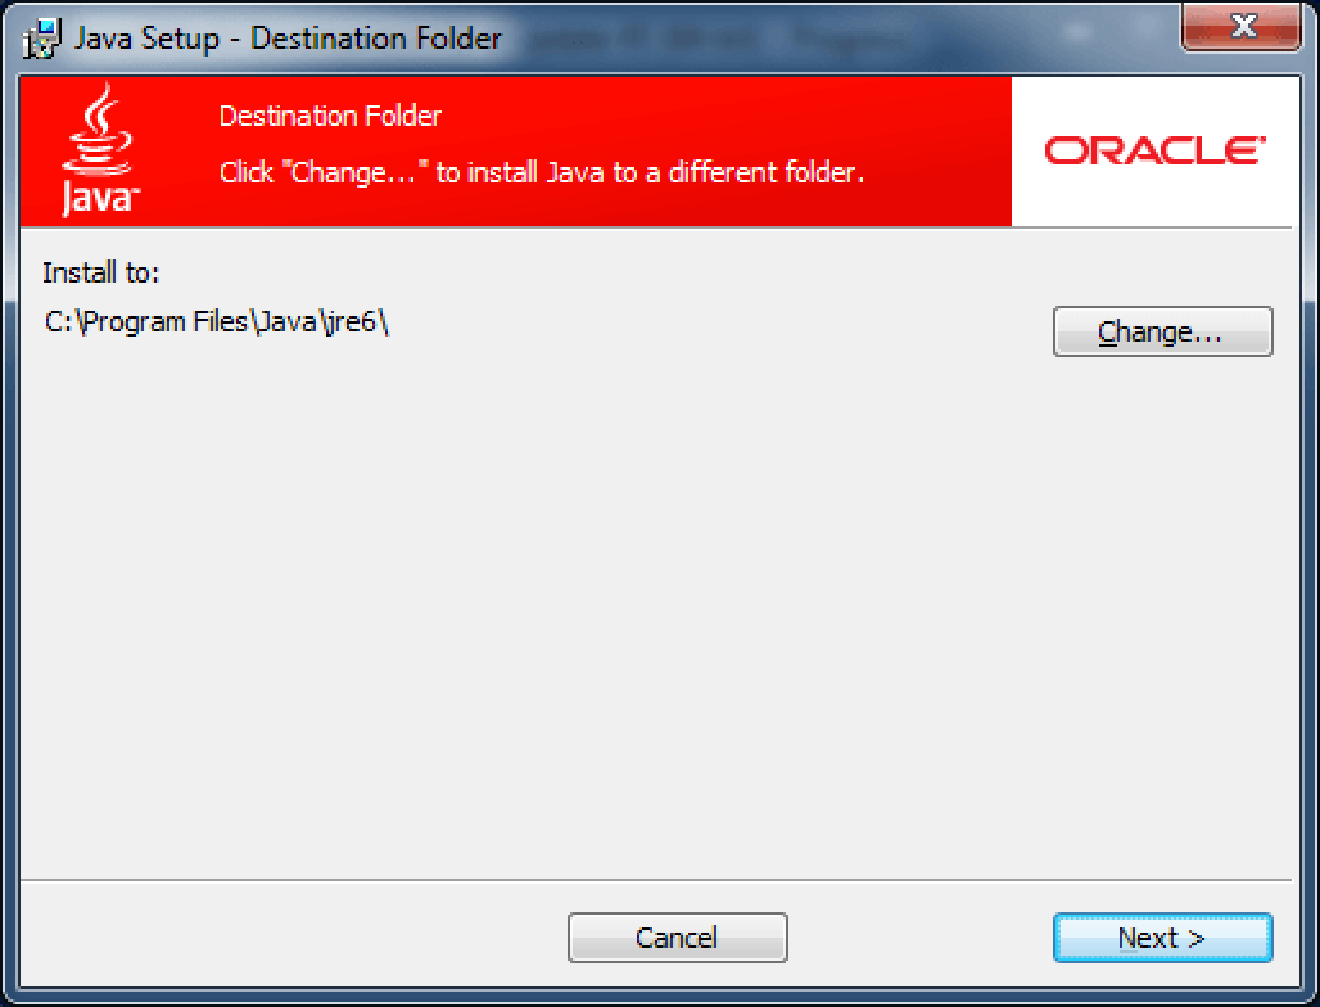 Java Setup - Destination Folder
Destination Folder
Click "Change..." to install Java to a different folder.
Java™
ORACLE®
Install to:
C:\Program Files\Java\jre6\
Change...
Cancel
Next >